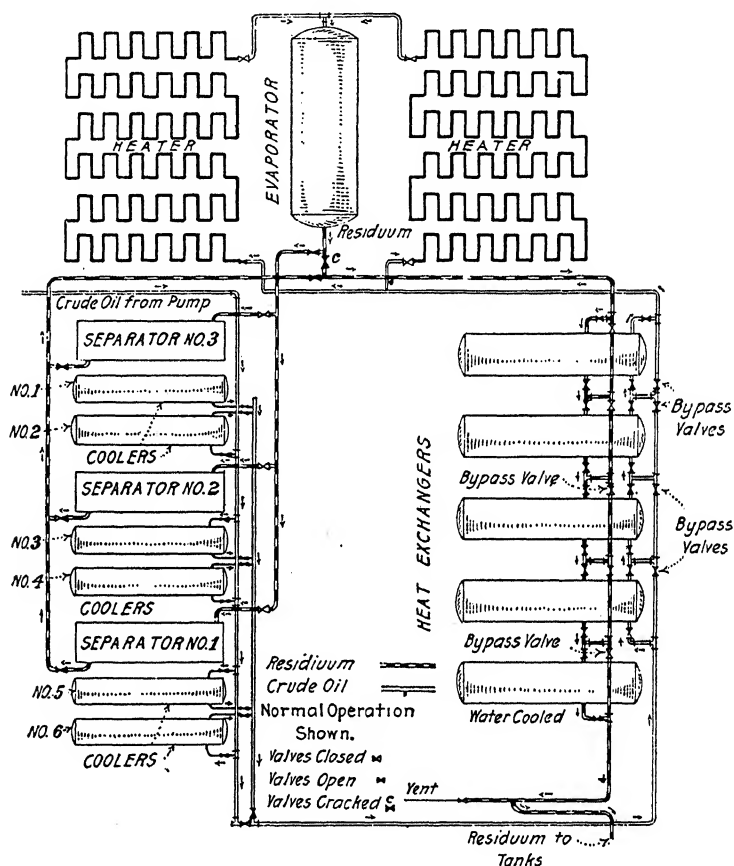 HEATER
EVAPORATOR
HEATER
Residuum
c
Crude Oil from Pump
SEPARATOR NO.3
NO.1
NO.2
COOLERS
SEPARATOR NO.2
NO.3
NO.4
COOLERS
SEPARATOR NO.1
NO.5
NO.6
COOLERS
HEAT EXCHANGERS
Bypass
Valves
Bypass Valve
Bypass
Valves
Bypass Valve
Water Cooled
Residiuum
Crude Oil
Normal Operation
Shown.
Valves Closed
Valves Open
Valves Cracked
C
Vent
Residuum to
Tanks